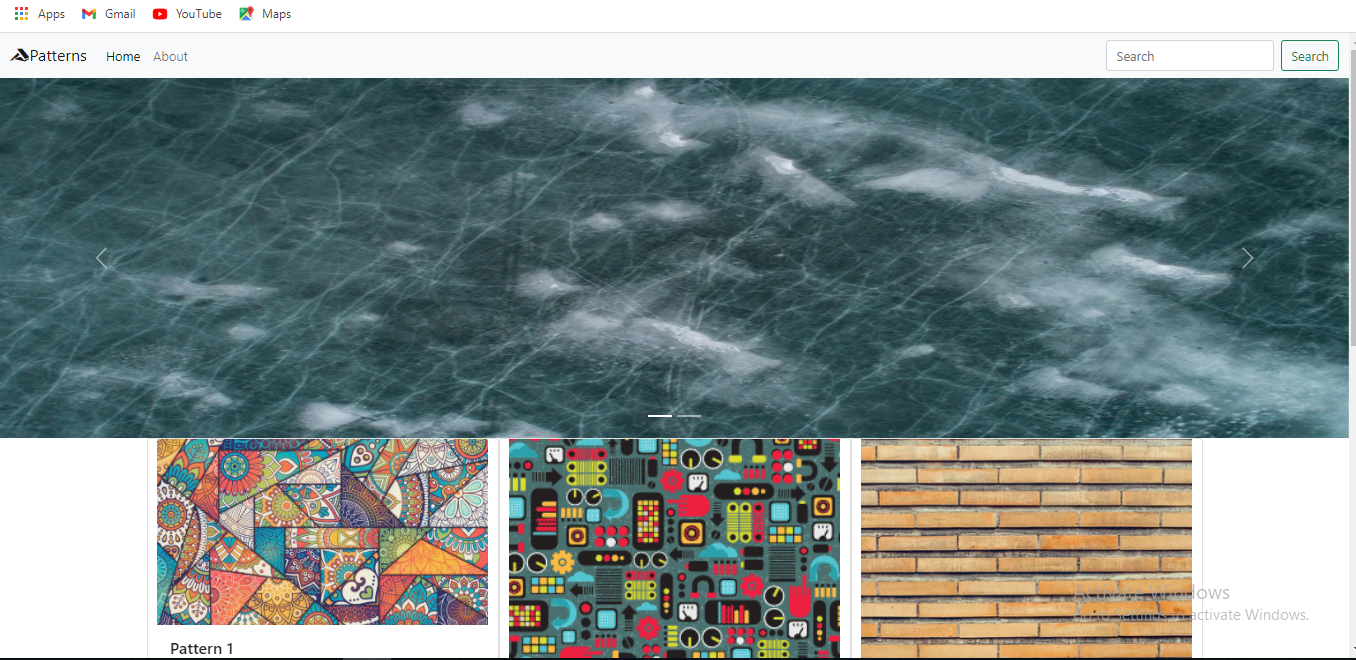 Apps Gmail YouTube Maps
Patterns Home About Search Search
Pattern 1
Activate Windows
Go to Settings to activate Windows.